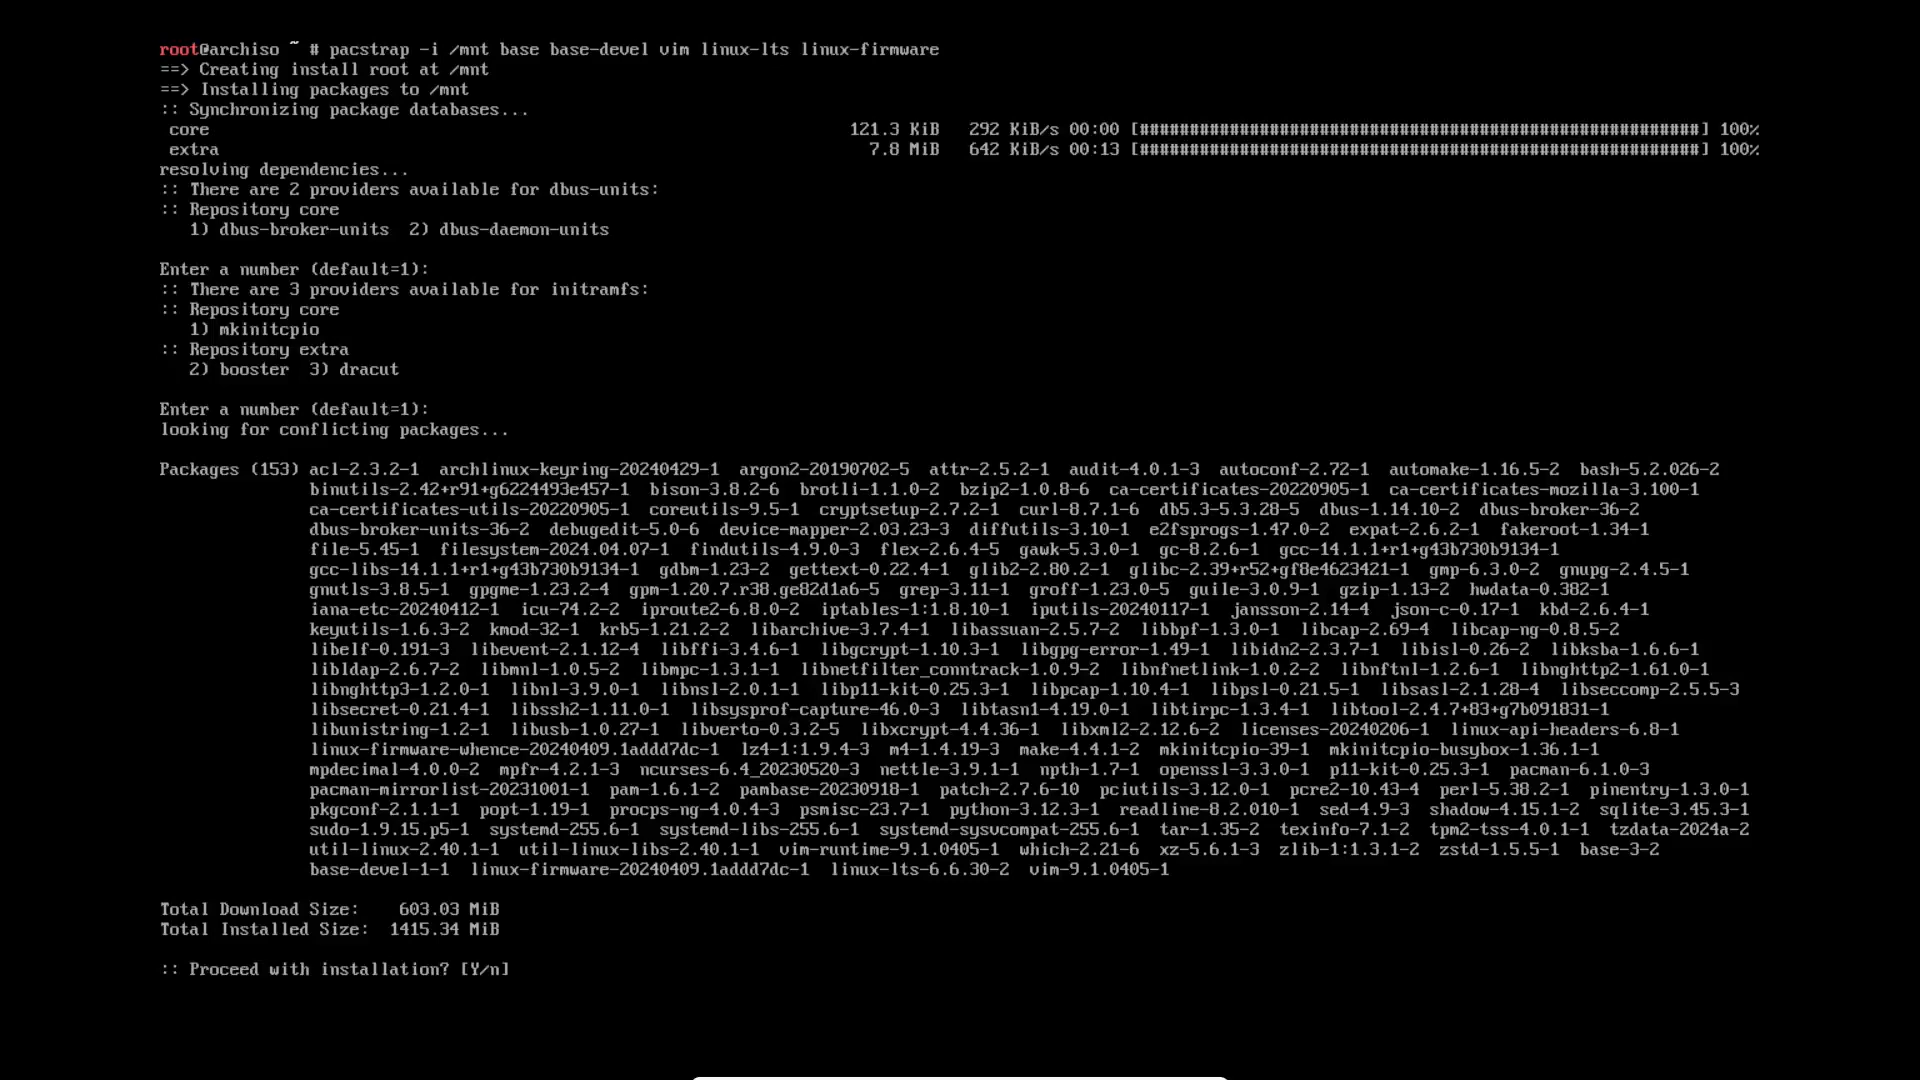 root@archiso ~ # pacstrap -i /mnt base base-devel vim linux-lts linux-firmware
==> Creating install root at /mnt
==> Installing packages to /mnt
:: Synchronizing package databases...
 core 121.3 KiB 292 KiB/s 00:00 [########################################################] 100%
 extra 7.8 MiB 642 KiB/s 00:13 [########################################################] 100%
resolving dependencies...
:: There are 2 providers available for dbus-units:
:: Repository core
   1) dbus-broker-units  2) dbus-daemon-units
Enter a number (default=1):
:: There are 3 providers available for initramfs:
:: Repository core
   1) mkinitcpio
:: Repository extra
   2) booster  3) dracut
Enter a number (default=1):
looking for conflicting packages...
Packages (153) acl-2.3.2-1  archlinux-keyring-20240429-1  argon2-20190702-5  attr-2.5.2-1  audit-4.0.1-3  autoconf-2.72-1  automake-1.16.5-2  bash-5.2.026-2
binutils-2.42+r91+g6224493e457-1  bison-3.8.2-6  brotli-1.1.0-2  bzip2-1.0.8-6  ca-certificates-20220905-1  ca-certificates-mozilla-3.100-1
ca-certificates-utils-20220905-1  coreutils-9.5-1  cryptsetup-2.7.2-1  curl-8.7.1-6  db5.3-5.3.28-5  dbus-1.14.10-2  dbus-broker-36-2
dbus-broker-units-36-2  debugedit-5.0-6  device-mapper-2.03.23-3  diffutils-3.10-1  e2fsprogs-1.47.0-2  expat-2.6.2-1  fakeroot-1.34-1
file-5.45-1  filesystem-2024.04.07-1  findutils-4.9.0-3  flex-2.6.4-5  gawk-5.3.0-1  gc-8.2.6-1  gcc-14.1.1+r1+g43b730b9134-1
gcc-libs-14.1.1+r1+g43b730b9134-1  gdbm-1.23-2  gettext-0.22.4-1  glib2-2.80.2-1  glibc-2.39+r52+gf8e4623421-1  gmp-6.3.0-2  gnupg-2.4.5-1
gnutls-3.8.5-1  gpgme-1.23.2-4  gpm-1.20.7.r38.ge82d1a6-5  grep-3.11-1  groff-1.23.0-5  guile-3.0.9-1  gzip-1.13-2  hwdata-0.382-1
iana-etc-20240412-1  icu-74.2-2  iproute2-6.8.0-2  iptables-1:1.8.10-1  iputils-20240117-1  jansson-2.14-4  json-c-0.17-1  kbd-2.6.4-1
keyutils-1.6.3-2  kmod-32-1  krb5-1.21.2-2  libarchive-3.7.4-1  libassuan-2.5.7-2  libbpf-1.3.0-1  libcap-2.69-4  libcap-ng-0.8.5-2
libelf-0.191-3  libevent-2.1.12-4  libffi-3.4.6-1  libgcrypt-1.10.3-1  libgpg-error-1.49-1  libidn2-2.3.7-1  libisl-0.26-2  libksba-1.6.6-1
libldap-2.6.7-2  libmnl-1.0.5-2  libmpc-1.3.1-1  libnetfilter_conntrack-1.0.9-2  libnfnetlink-1.0.2-2  libnftnl-1.2.6-1  libnghttp2-1.61.0-1
libnghttp3-1.2.0-1  libnl-3.9.0-1  libnsl-2.0.1-1  libp11-kit-0.25.3-1  libpcap-1.10.4-1  libpsl-0.21.5-1  libsasl-2.1.28-4  libseccomp-2.5.5-3
libsecret-0.21.4-1  libssh2-1.11.0-1  libsysprof-capture-46.0-3  libtasn1-4.19.0-1  libtirpc-1.3.4-1  libtool-2.4.7+83+g7b091831-1
libunistring-1.2-1  libusb-1.0.27-1  libverto-0.3.2-5  libxcrypt-4.4.36-1  libxml2-2.12.6-2  licenses-20240206-1  linux-api-headers-6.8-1
linux-firmware-whence-20240409.1addd7dc-1  lz4-1:1.9.4-3  m4-1.4.19-3  make-4.4.1-2  mkinitcpio-39-1  mkinitcpio-busybox-1.36.1-1
mpdecimal-4.0.0-2  mpfr-4.2.1-3  ncurses-6.4_20230520-3  nettle-3.9.1-1  npth-1.7-1  openssl-3.3.0-1  p11-kit-0.25.3-1  pacman-6.1.0-3
pacman-mirrorlist-20231001-1  pam-1.6.1-2  pambase-20230918-1  patch-2.7.6-10  pciutils-3.12.0-1  pcre2-10.43-4  perl-5.38.2-1  pinentry-1.3.0-1
pkgconf-2.1.1-1  popt-1.19-1  procps-ng-4.0.4-3  psmisc-23.7-1  python-3.12.3-1  readline-8.2.010-1  sed-4.9-3  shadow-4.15.1-2  sqlite-3.45.3-1
sudo-1.9.15.p5-1  systemd-255.6-1  systemd-libs-255.6-1  systemd-sysvcompat-255.6-1  tar-1.35-2  texinfo-7.1-2  tpm2-tss-4.0.1-1  tzdata-2024a-2
util-linux-2.40.1-1  util-linux-libs-2.40.1-1  vim-runtime-9.1.0405-1  which-2.21-6  xz-5.6.1-3  zlib-1:1.3.1-2  zstd-1.5.5-1  base-3-2
base-devel-1-1  linux-firmware-20240409.1addd7dc-1  linux-lts-6.6.30-2  vim-9.1.0405-1
Total Download Size:    603.03 MiB
Total Installed Size:  1415.34 MiB
:: Proceed with installation? [Y/n]